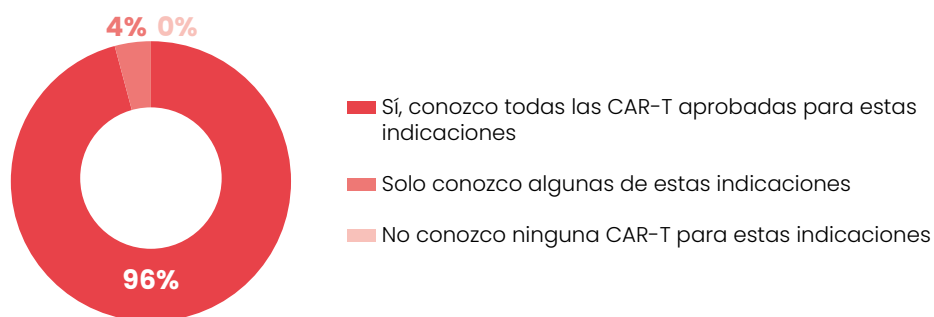 4% 0%
Sí, conozco todas las CAR-T aprobadas para estas
indicaciones
Solo conozco algunas de estas indicaciones
No conozco ninguna CAR-T para estas indicaciones
96%